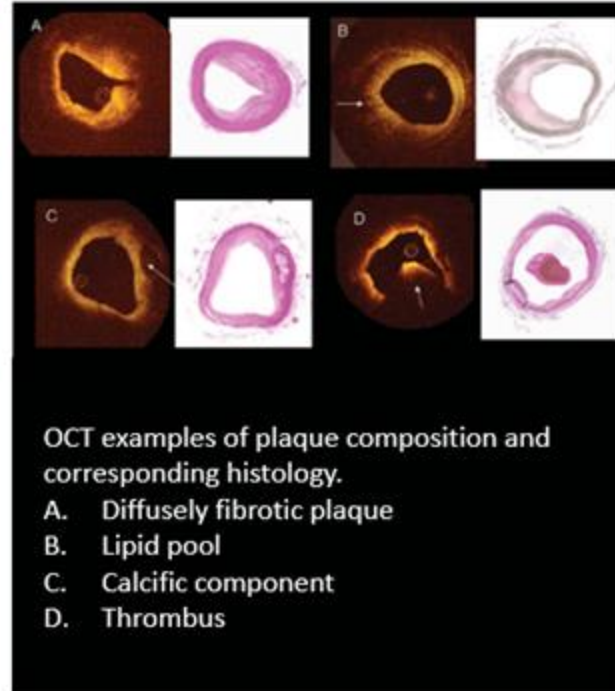 A
B
C
D
OCT examples of plaque composition and
corresponding histology.
A. Diffusely fibrotic plaque
B. Lipid pool
C. Calcific component
D. Thrombus